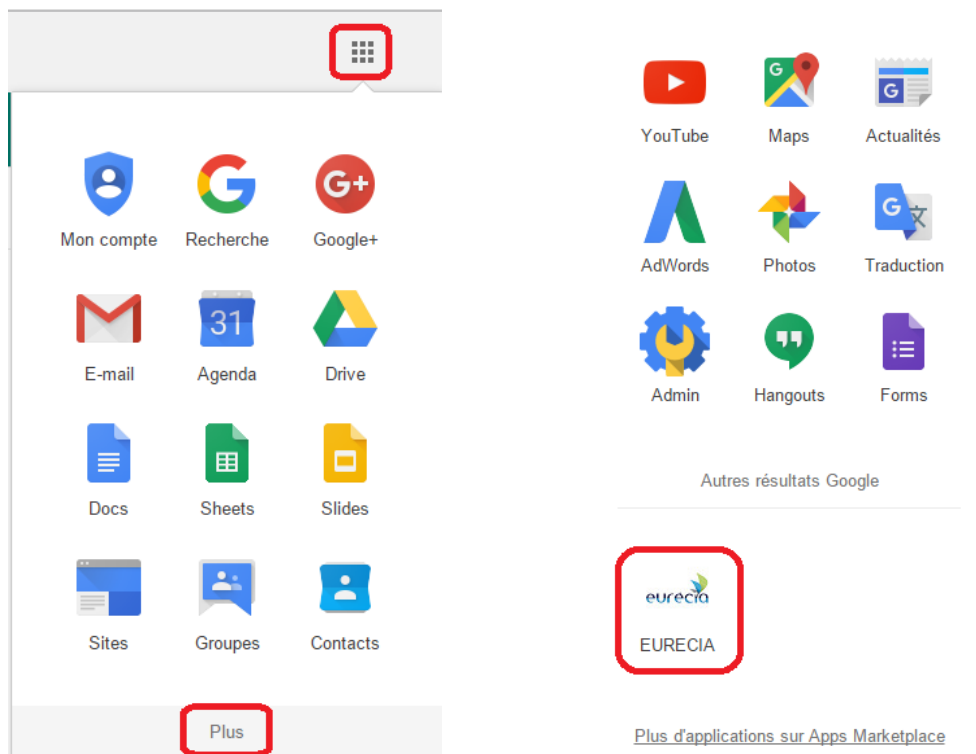 Mon compte Recherche Google+
31
E-mail Agenda Drive
Docs Sheets Slides
Sites Groupes Contacts
Plus
YouTube Maps Actualités
AdWords Photos Traduction
Admin Hangouts Forms
Autres résultats Google
eurecia
EURECIA
Plus d'applications sur Apps Marketplace